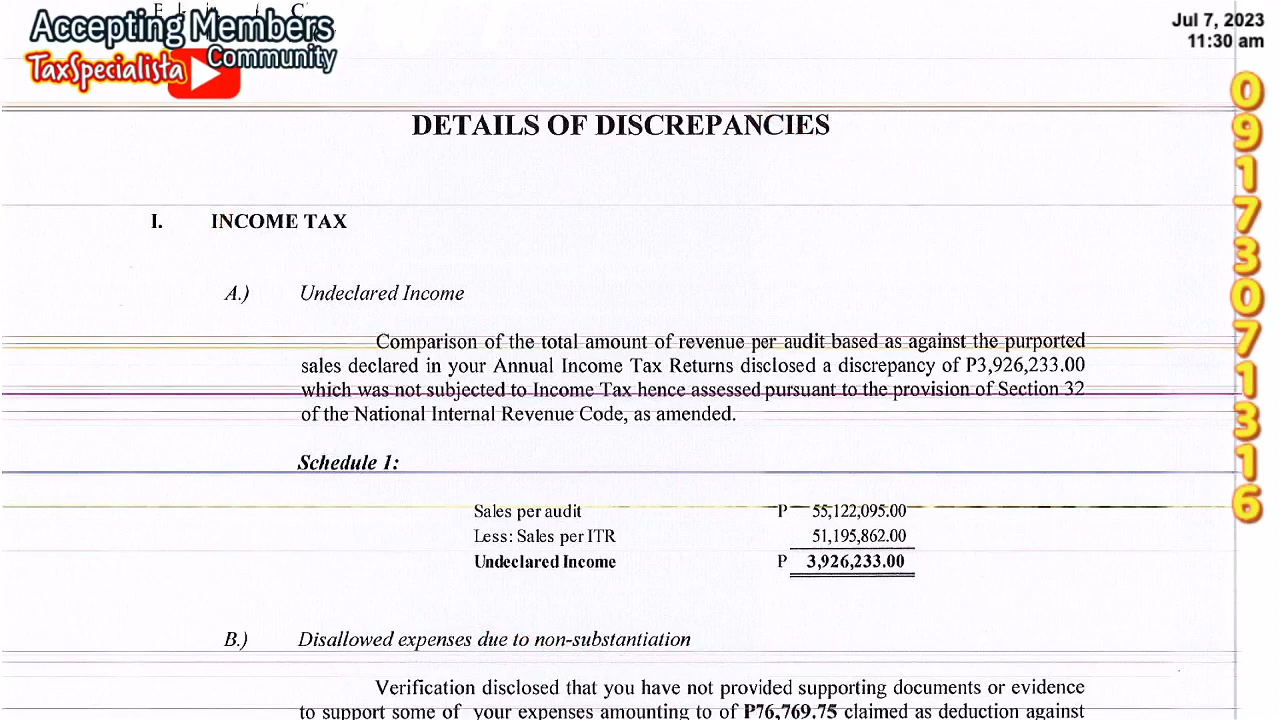 Accepting Members
Community
TaxSpecialista
Jul 7, 2023
11:30 am
09173071316
DETAILS OF DISCREPANCIES
I. INCOME TAX
A.) Undeclared Income
Comparison of the total amount of revenue per audit based as against the purported
sales declared in your Annual Income Tax Returns disclosed a discrepancy of P3,926,233.00
which was not subjected to Income Tax hence assessed pursuant to the provision of Section 32
of the National Internal Revenue Code, as amended.
Schedule 1:
Sales per audit P 55,122,095.00
Less: Sales per ITR 51,195,862.00
Undeclared Income P 3,926,233.00
B.) Disallowed expenses due to non-substantiation
Verification disclosed that you have not provided supporting documents or evidence
to support some of your expenses amounting to of P76,769.75 claimed as deduction against